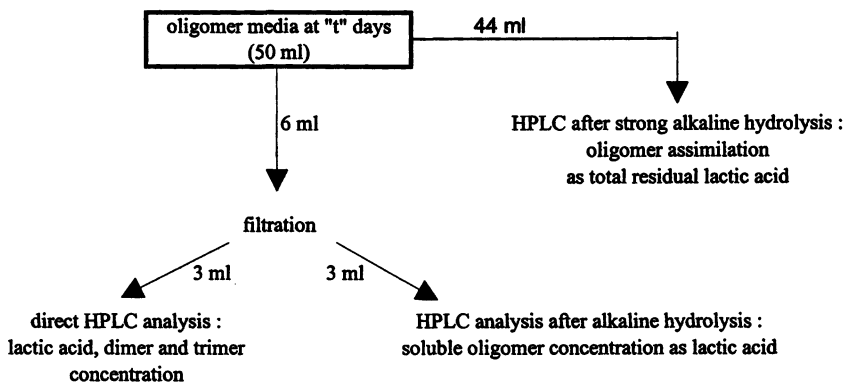 oligomer media at "t" days
(50 ml)
44 ml
6 ml
HPLC after strong alkaline hydrolysis :
oligomer assimilation
as total residual lactic acid
filtration
3 ml
3 ml
direct HPLC analysis :
lactic acid, dimer and trimer
concentration
HPLC analysis after alkaline hydrolysis :
soluble oligomer concentration as lactic acid